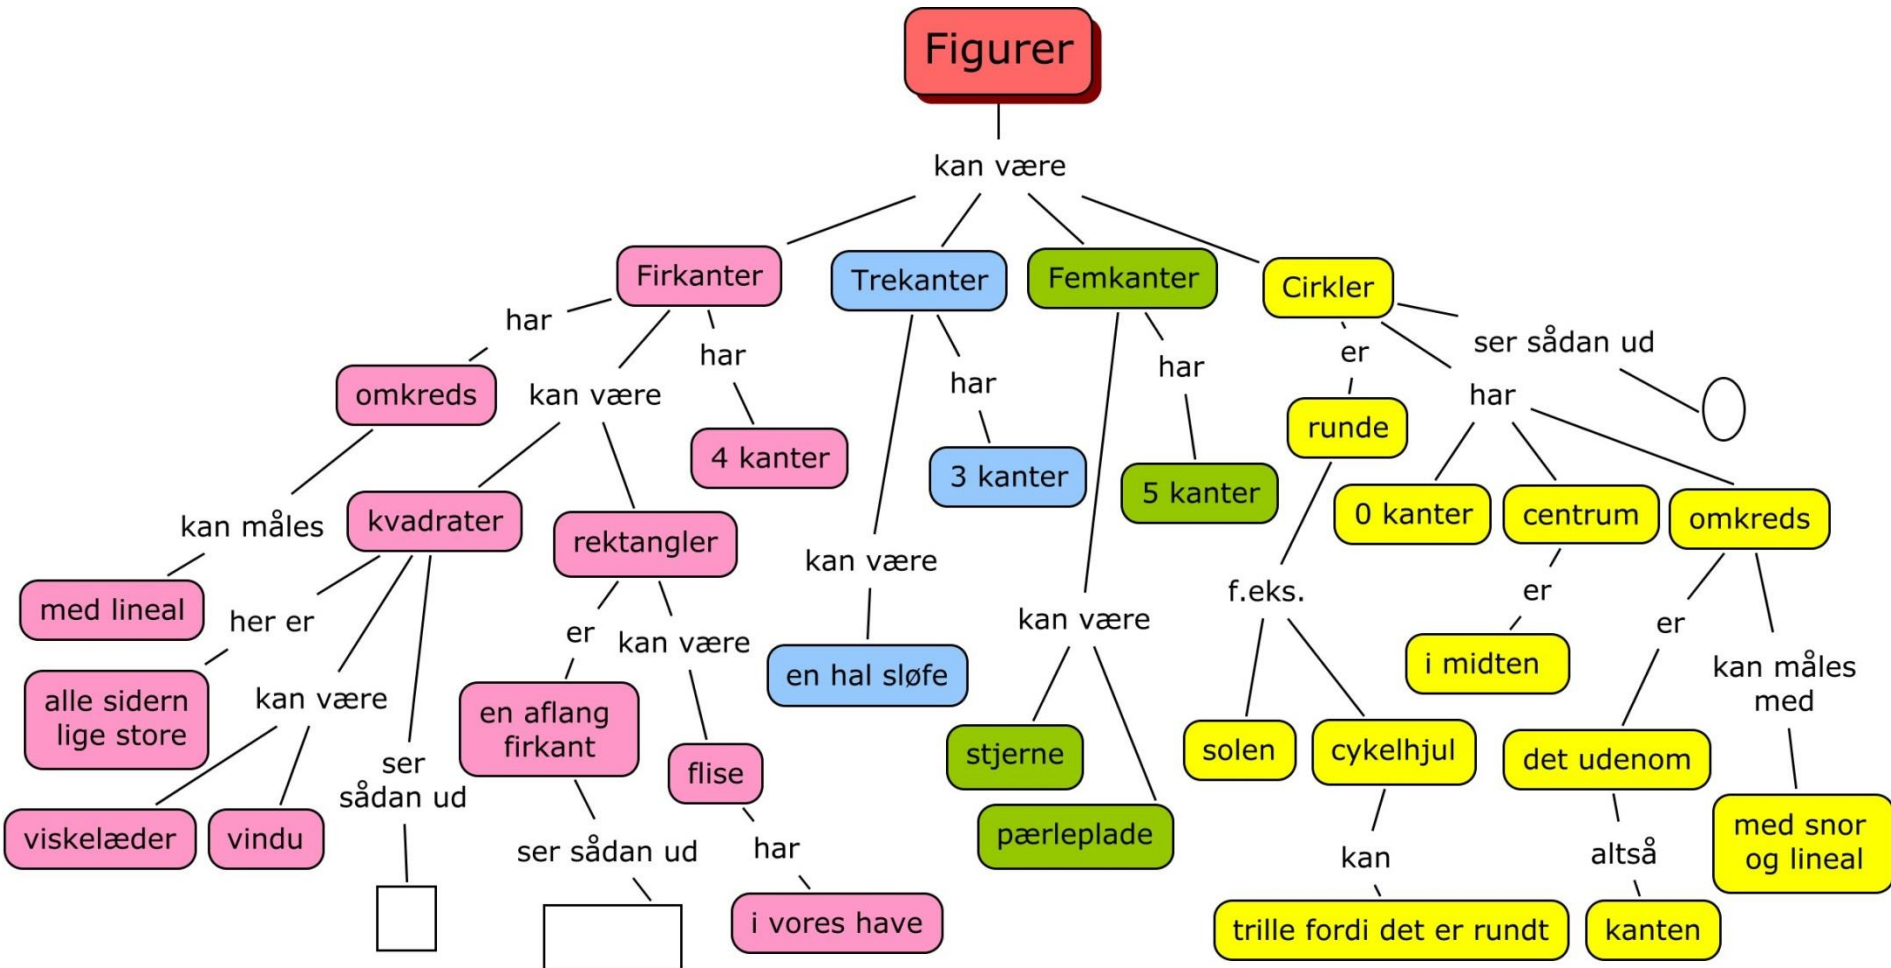 Figurer
kan være
Firkanter
Trekanter
Femkanter
Cirkler
har
omkreds
kan måles
med lineal
kan være
kvadrater
her er
alle sidern
lige store
kan være
viskelæder
vindu
ser
sådan ud
rektangler
er
en aflang
firkant
ser sådan ud
kan være
flise
har
i vores have
har
4 kanter
kan være
en hal sløfe
har
3 kanter
kan være
stjerne
pærleplade
har
5 kanter
er
runde
f.eks.
solen
cykelhjul
kan
trille fordi det er rundt
har
0 kanter
centrum
er
i midten
omkreds
er
det udenom
altså
kanten
kan måles
med
med snor
og lineal
ser sådan ud